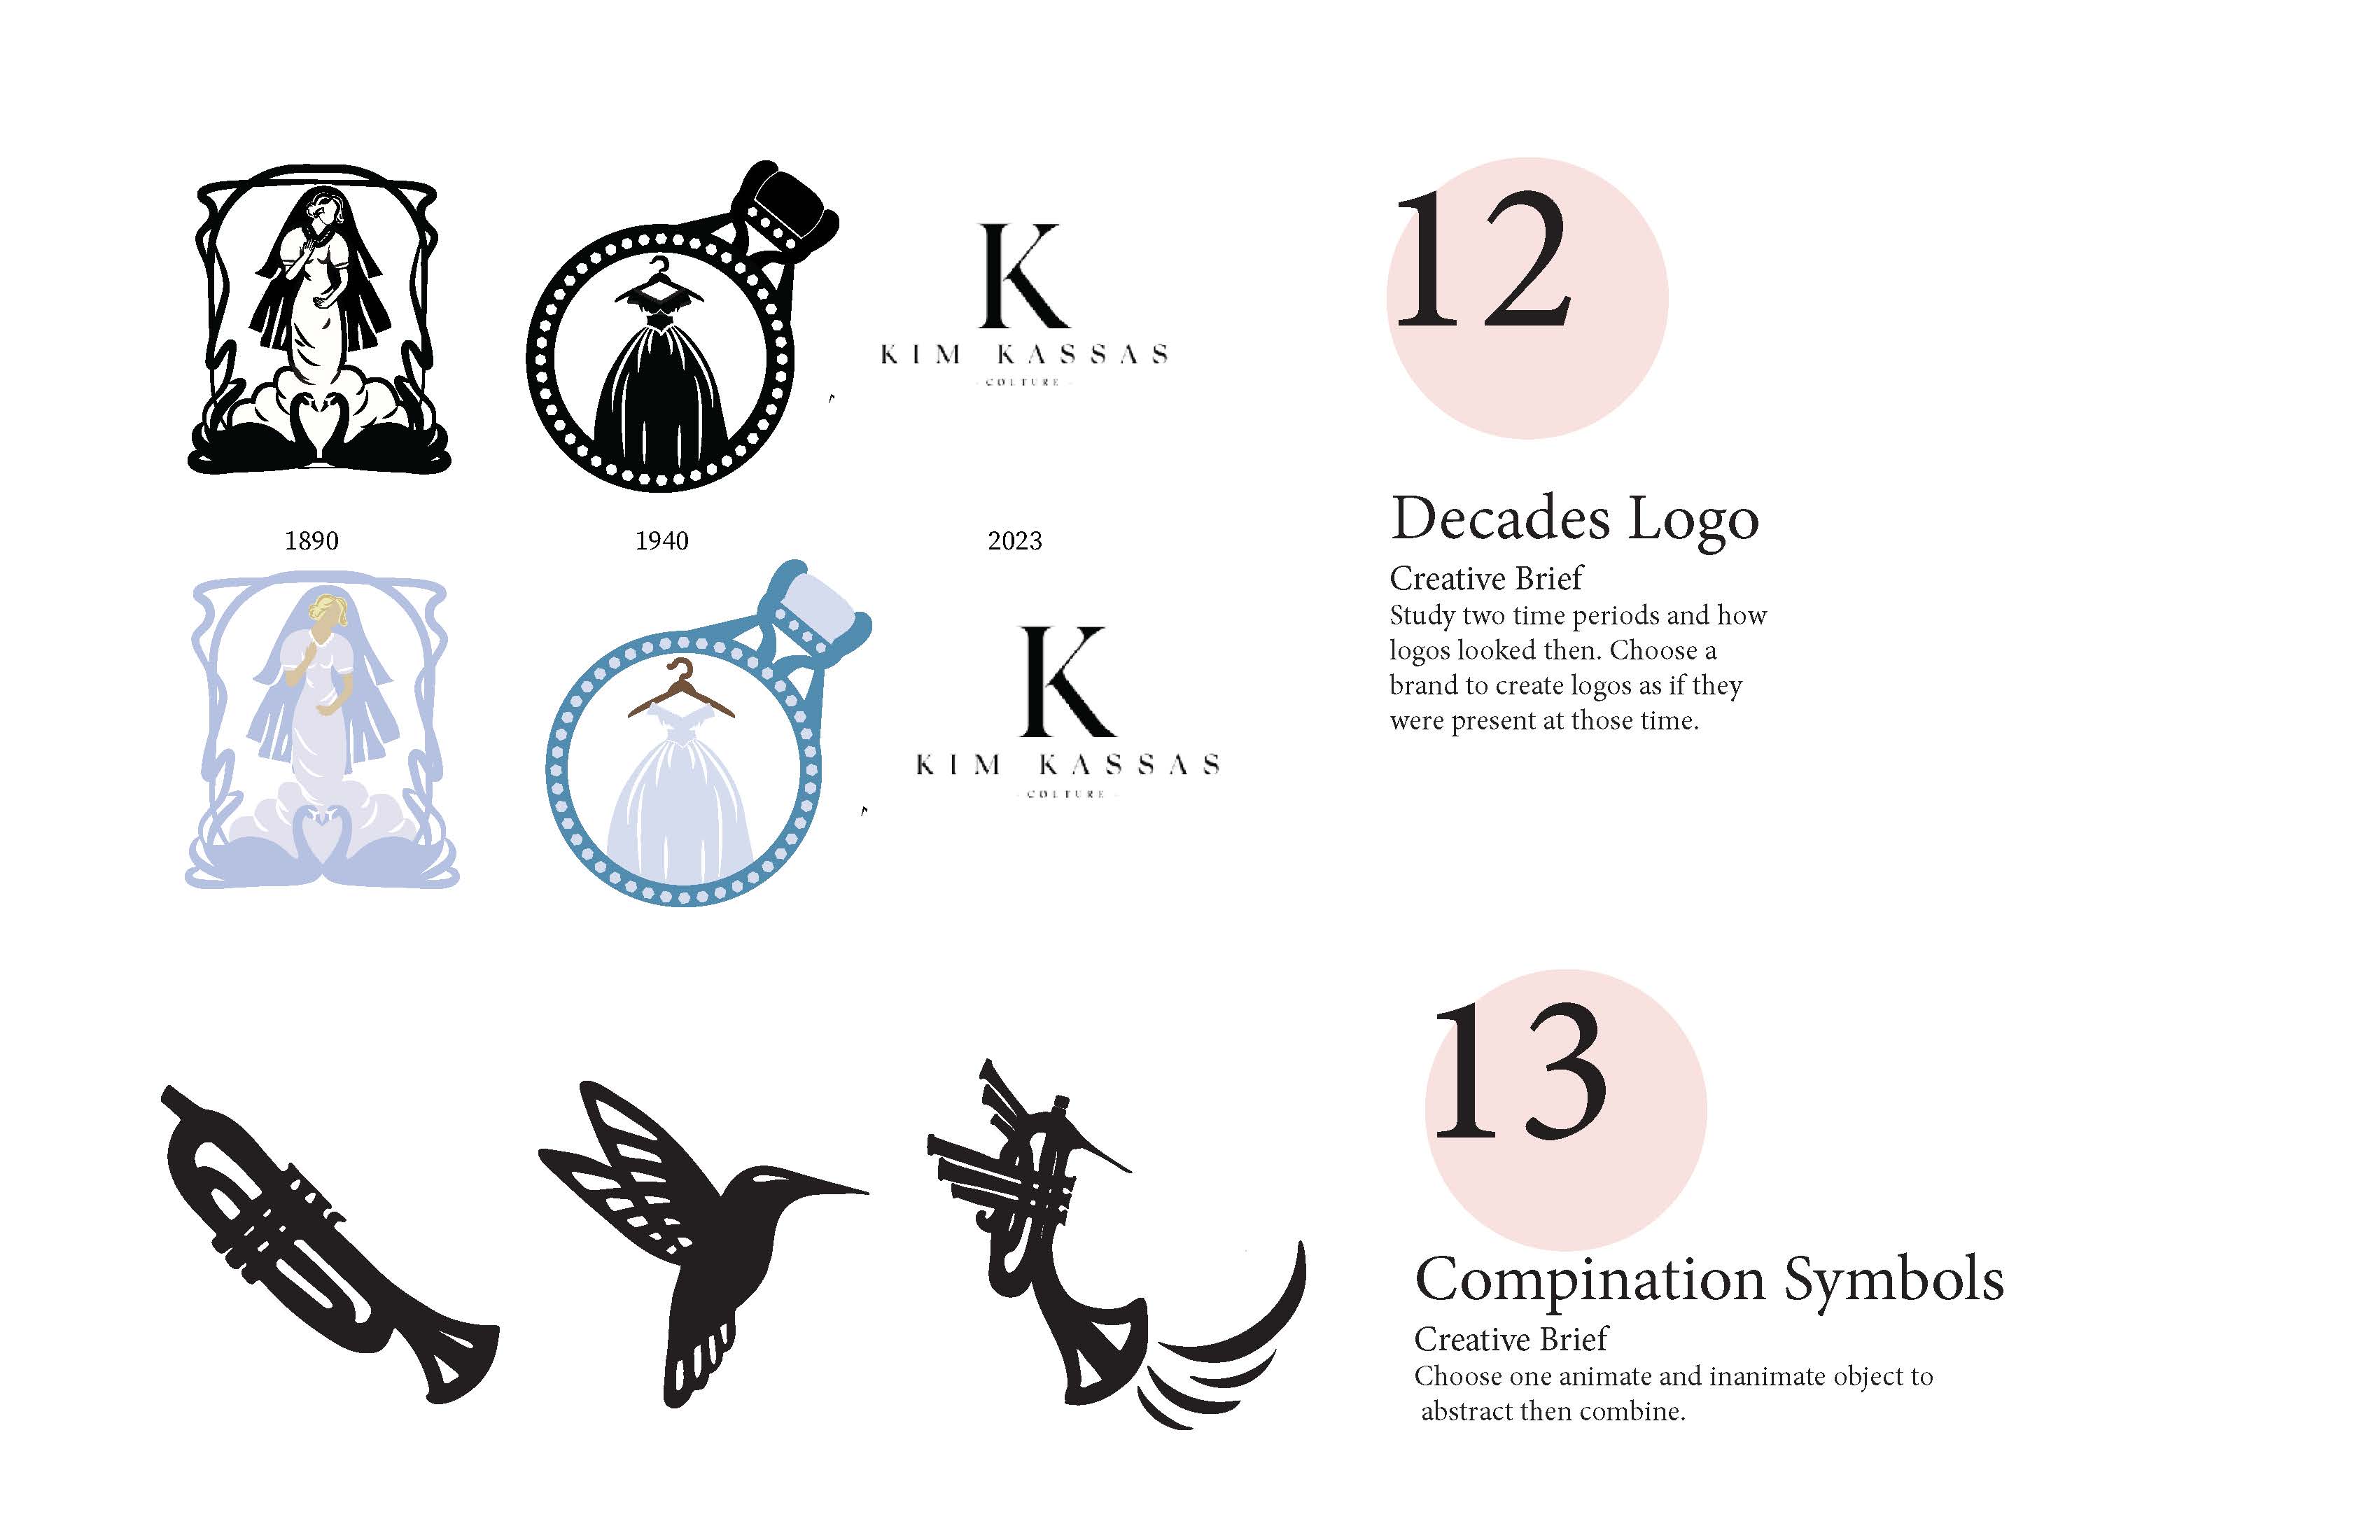 K
KIM KASSAS
- COUTURE -
1890
1940
2023
K
KIM KASSAS
- COUTURE -
12
Decades Logo
Creative Brief
Study two time periods and how
logos looked then. Choose a
brand to create logos as if they
were present at those time.
13
Compination Symbols
Creative Brief
Choose one animate and inanimate object to
abstract then combine.